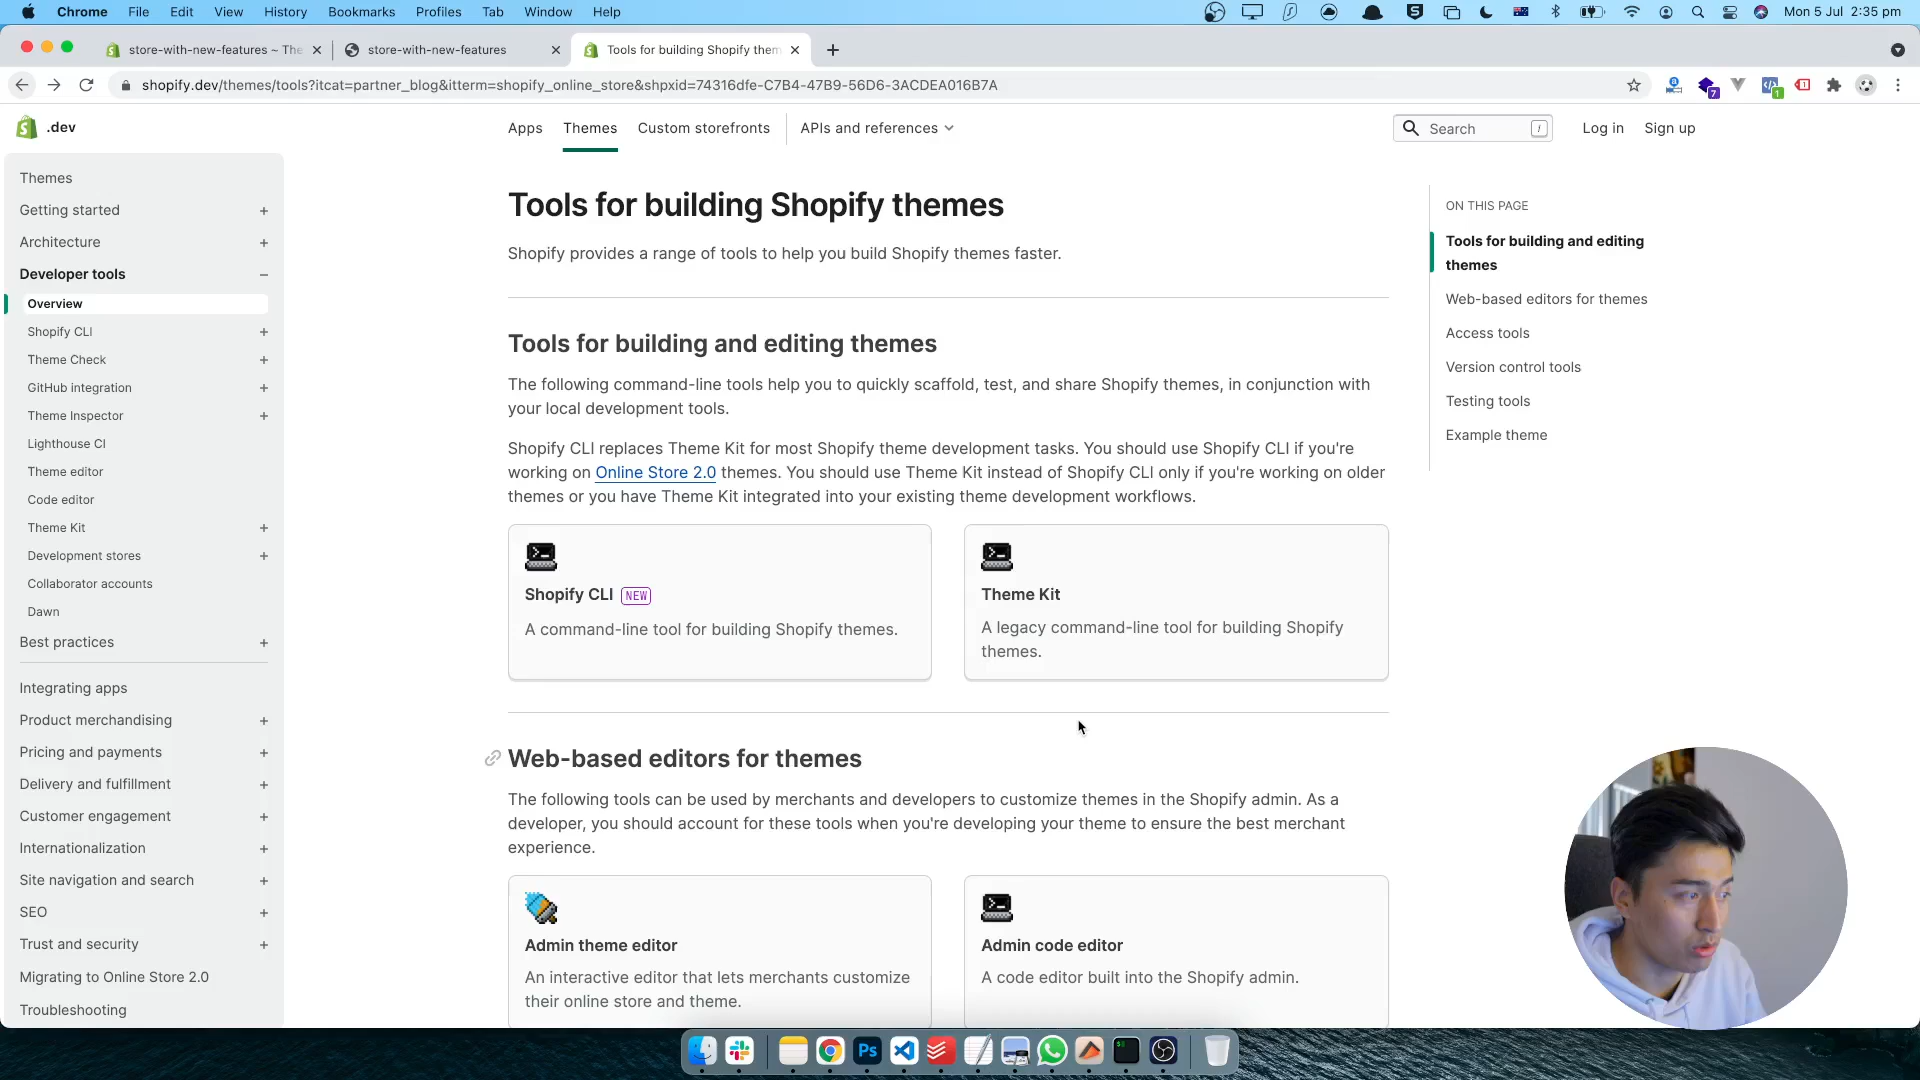 Chrome File Edit View History Bookmarks Profiles Tab Window Help
Mon 5 Jul 2:35 pm
store-with-new-features ~ The
store-with-new-features
Tools for building Shopify them
shopify.dev/themes/tools?itcat=partner_blog&itterm=shopify_online_store&shpxid=74316dfe-C7B4-47B9-56D6-3ACDEA016B7A
7
1
.dev
Apps Themes Custom storefronts APIs and references
Search /
Log in Sign up
Themes
Getting started +
Architecture +
Developer tools −
Overview
Shopify CLI +
Theme Check +
GitHub integration +
Theme Inspector +
Lighthouse CI
Theme editor
Code editor
Theme Kit +
Development stores +
Collaborator accounts
Dawn
Best practices +
Integrating apps
Product merchandising +
Pricing and payments +
Delivery and fulfillment +
Customer engagement +
Internationalization +
Site navigation and search +
SEO +
Trust and security +
Migrating to Online Store 2.0
Troubleshooting
Tools for building Shopify themes
Shopify provides a range of tools to help you build Shopify themes faster.
Tools for building and editing themes
The following command-line tools help you to quickly scaffold, test, and share Shopify themes, in conjunction with
your local development tools.
Shopify CLI replaces Theme Kit for most Shopify theme development tasks. You should use Shopify CLI if you're
working on Online Store 2.0 themes. You should use Theme Kit instead of Shopify CLI only if you're working on older
themes or you have Theme Kit integrated into your existing theme development workflows.
Shopify CLI NEW
A command-line tool for building Shopify themes.
Theme Kit
A legacy command-line tool for building Shopify
themes.
Web-based editors for themes
The following tools can be used by merchants and developers to customize themes in the Shopify admin. As a
developer, you should account for these tools when you're developing your theme to ensure the best merchant
experience.
Admin theme editor
An interactive editor that lets merchants customize
their online store and theme.
Admin code editor
A code editor built into the Shopify admin.
ON THIS PAGE
Tools for building and editing
themes
Web-based editors for themes
Access tools
Version control tools
Testing tools
Example theme
Ps